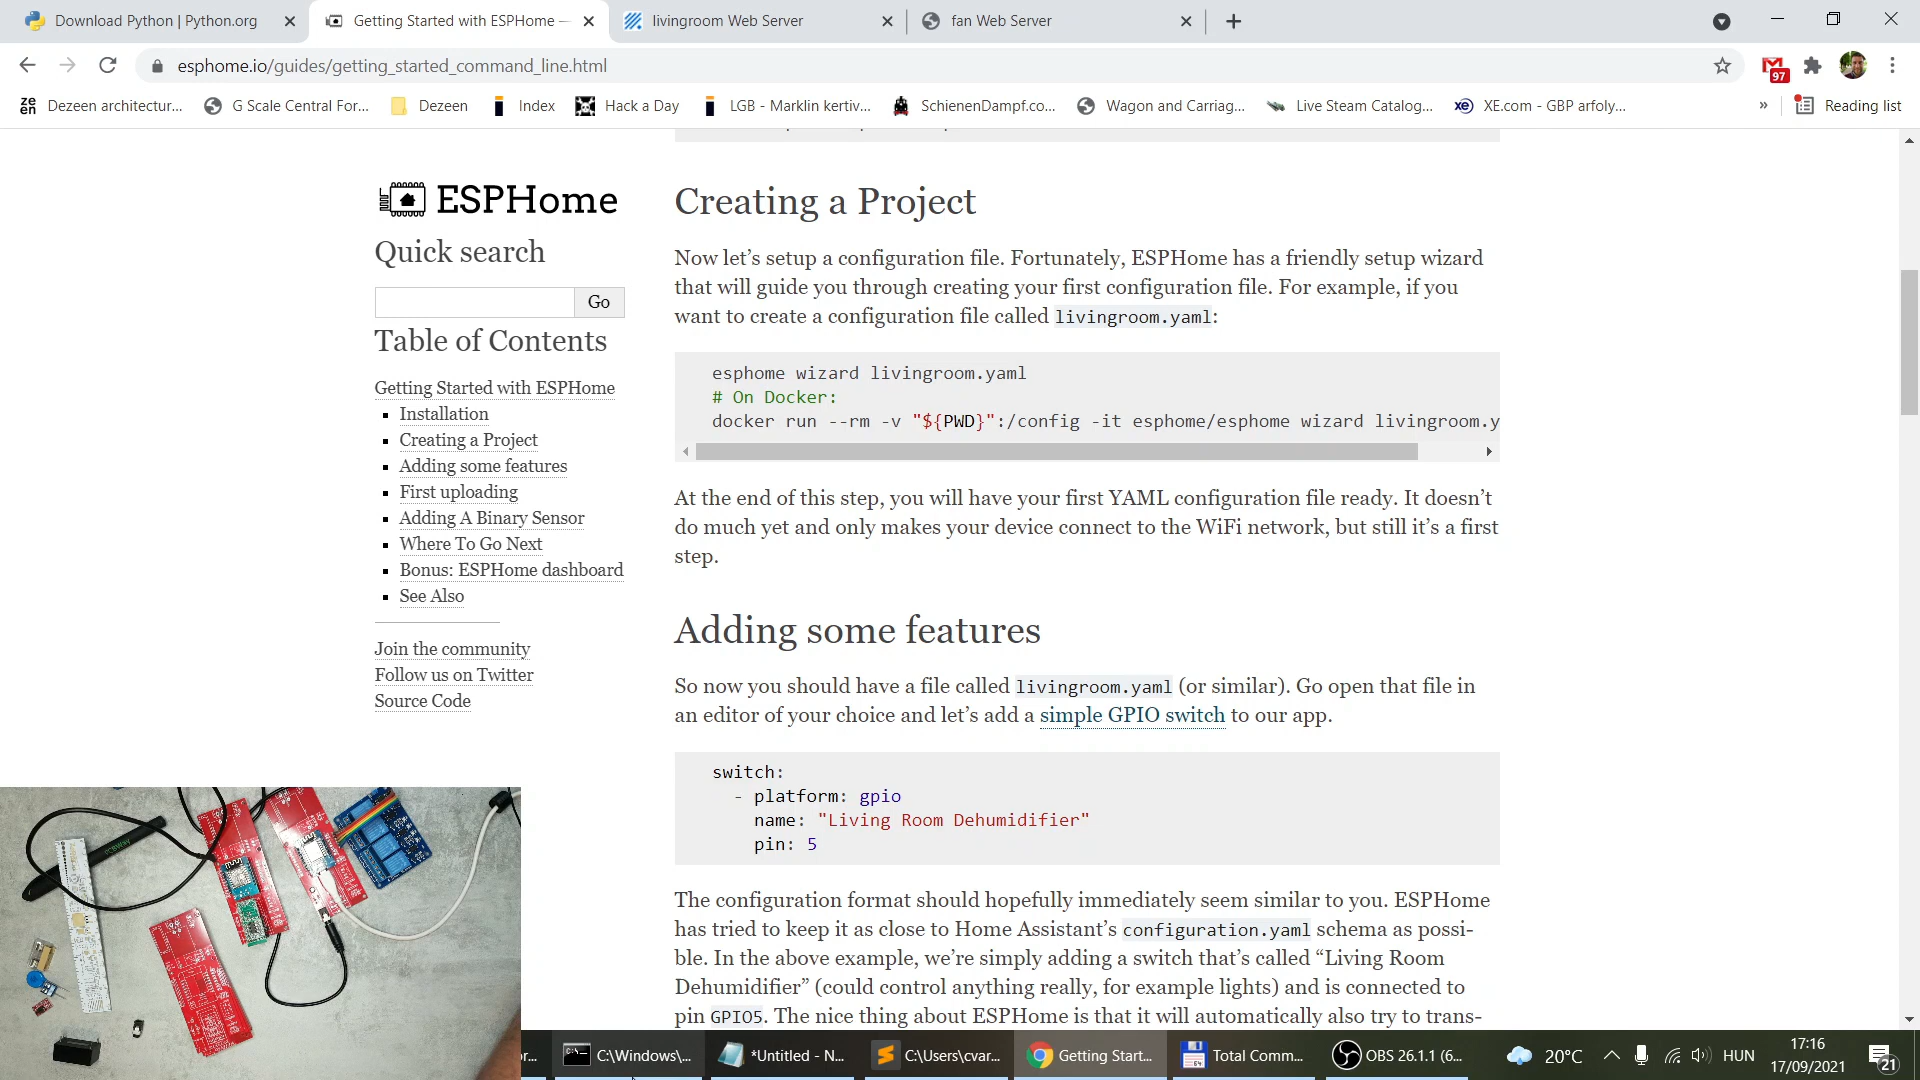 Download Python | Python.org
Getting Started with ESPHome —
livingroom Web Server
fan Web Server
esphome.io/guides/getting_started_command_line.html
97
Dezeen architectur...
G Scale Central For...
Dezeen
Index
Hack a Day
LGB - Marklin kertiv...
SchienenDampf.co...
Wagon and Carriag...
Live Steam Catalog...
XE.com - GBP arfoly...
»
Reading list
ESPHome
Quick search
Go
Table of Contents
Getting Started with ESPHome
Installation
Creating a Project
Adding some features
First uploading
Adding A Binary Sensor
Where To Go Next
Bonus: ESPHome dashboard
See Also
Join the community
Follow us on Twitter
Source Code
Creating a Project
Now let’s setup a configuration file. Fortunately, ESPHome has a friendly setup wizard
that will guide you through creating your first configuration file. For example, if you
want to create a configuration file called livingroom.yaml:
esphome wizard livingroom.yaml
# On Docker:
docker run --rm -v "${PWD}":/config -it esphome/esphome wizard livingroom.y
At the end of this step, you will have your first YAML configuration file ready. It doesn’t
do much yet and only makes your device connect to the WiFi network, but still it’s a first
step.
Adding some features
So now you should have a file called livingroom.yaml (or similar). Go open that file in
an editor of your choice and let’s add a simple GPIO switch to our app.
switch:
- platform: gpio
name: "Living Room Dehumidifier"
pin: 5
The configuration format should hopefully immediately seem similar to you. ESPHome
has tried to keep it as close to Home Assistant’s configuration.yaml schema as possi-
ble. In the above example, we’re simply adding a switch that’s called “Living Room
Dehumidifier” (could control anything really, for example lights) and is connected to
pin GPIO5. The nice thing about ESPHome is that it will automatically also try to trans-
r...
C:\Windows\...
*Untitled - N...
C:\Users\cvar...
Getting Start...
Total Comm...
OBS 26.1.1 (6...
20°C
HUN
17:16
17/09/2021
21